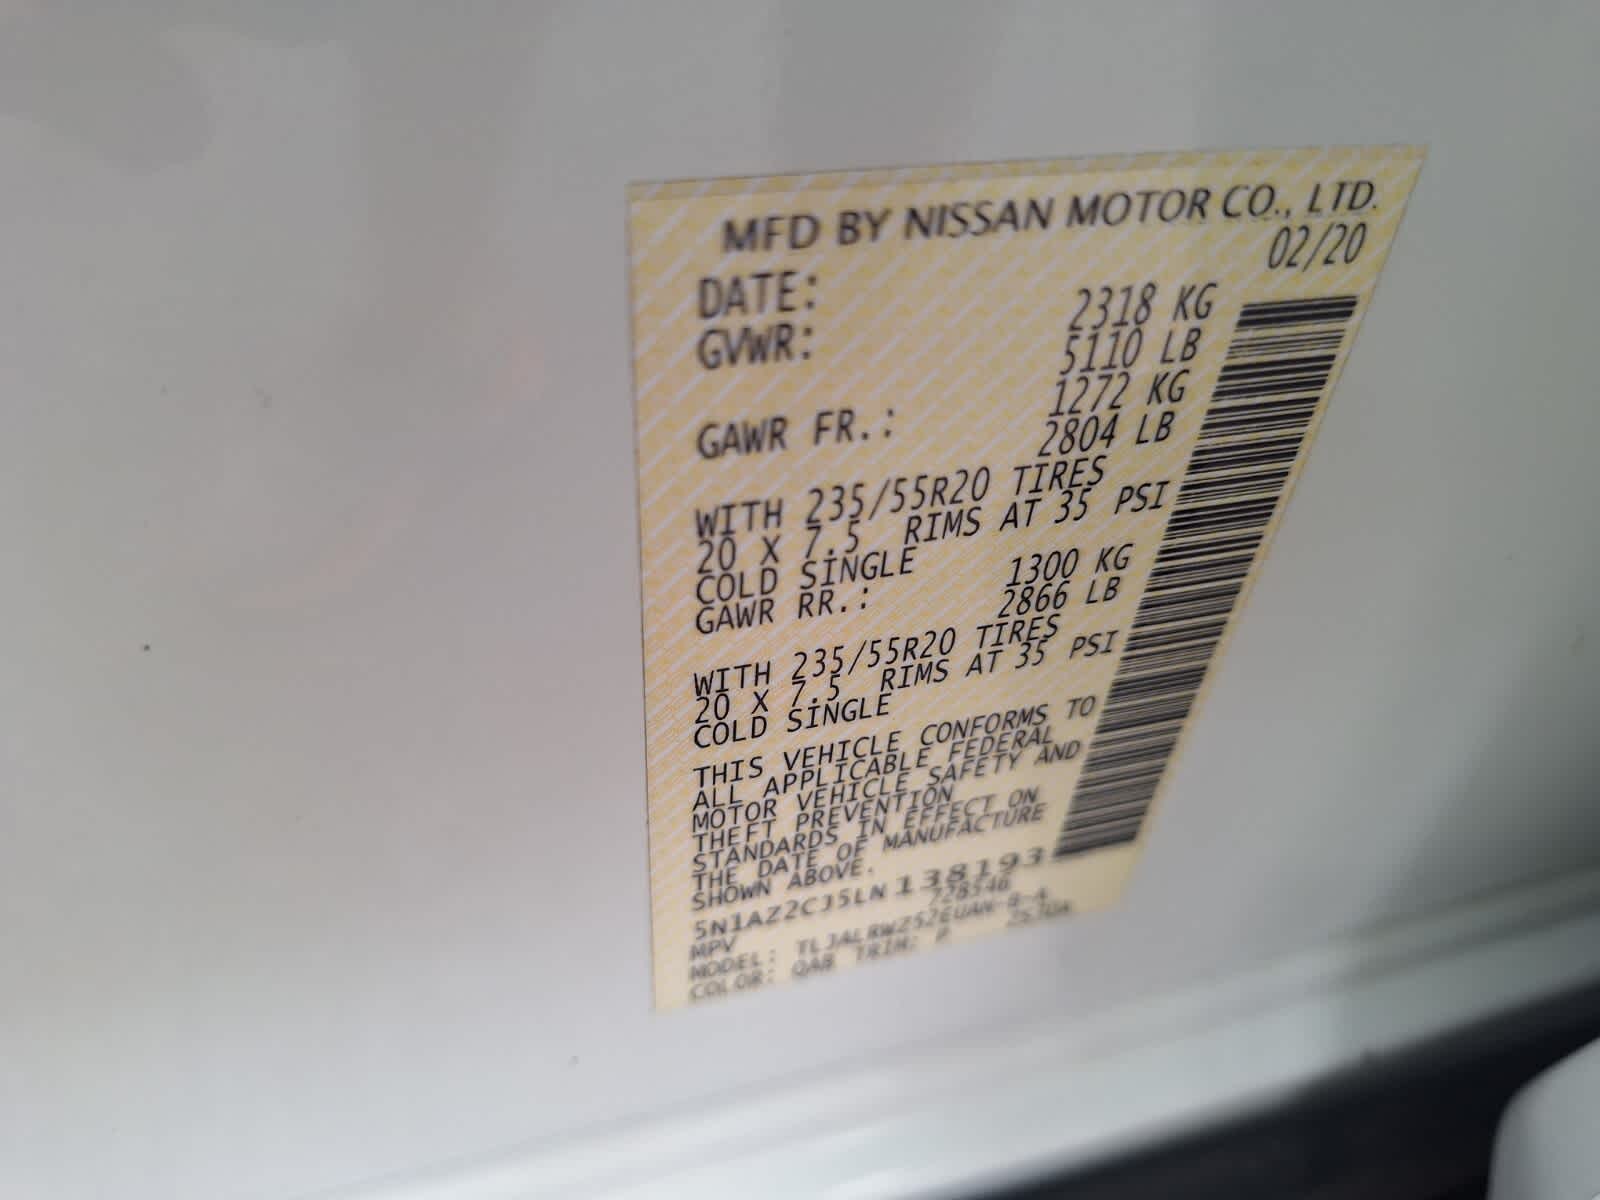 MFD BY NISSAN MOTOR CO., LTD.
DATE: 02/20
GVWR: 2318 KG
5110 LB
GAWR FR.: 1272 KG
2804 LB
WITH 235/55R20 TIRES
20 X 7.5 RIMS AT 35 PSI
COLD SINGLE
GAWR RR.: 1300 KG
2866 LB
WITH 235/55R20 TIRES
20 X 7.5 RIMS AT 35 PSI
COLD SINGLE
THIS VEHICLE CONFORMS TO
ALL APPLICABLE FEDERAL
MOTOR VEHICLE SAFETY AND
THEFT PREVENTION
STANDARDS IN EFFECT ON
THE DATE OF MANUFACTURE
SHOWN ABOVE.
5N1AZ2CJ5LN 138193
MPV 728546
MODEL:
COLOR: QAB TRIM: P